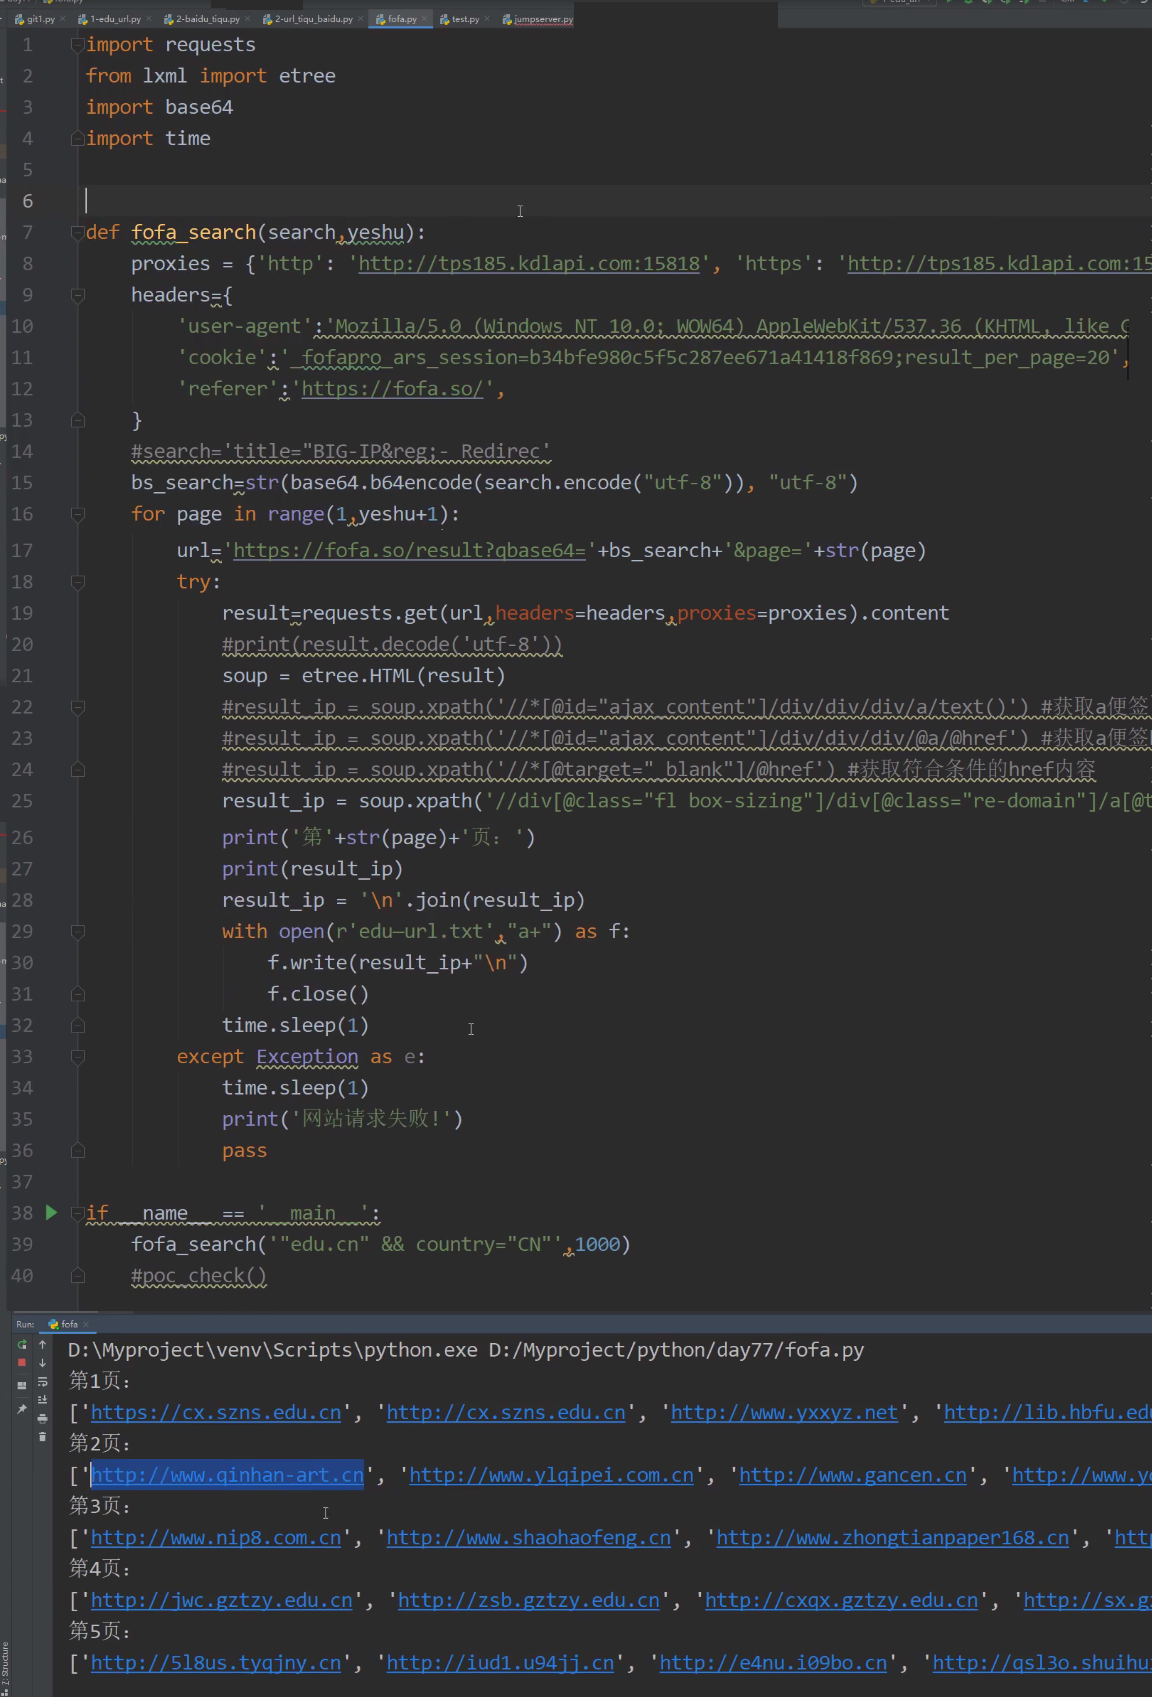 git1.py 1-edu_url.py 2-baidu_tiqu.py 2-url_tiqu_baidu.py fofa.py test.py jumpserver.py
1 import requests
2 from lxml import etree
3 import base64
4 import time
5
6
7 def fofa_search(search,yeshu):
8 proxies = {'http': 'http://tps185.kdlapi.com:15818', 'https': 'http://tps185.kdlapi.com:15
9 headers={
10 'user-agent':'Mozilla/5.0 (Windows NT 10.0; WOW64) AppleWebKit/537.36 (KHTML, like G
11 'cookie':'_fofapro_ars_session=b34bfe980c5f5c287ee671a41418f869;result_per_page=20',
12 'referer':'https://fofa.so/',
13 }
14 #search='title="BIG-IP&reg;- Redirec'
15 bs_search=str(base64.b64encode(search.encode("utf-8")), "utf-8")
16 for page in range(1,yeshu+1):
17 url='https://fofa.so/result?qbase64='+bs_search+'&page='+str(page)
18 try:
19 result=requests.get(url,headers=headers,proxies=proxies).content
20 #print(result.decode('utf-8'))
21 soup = etree.HTML(result)
22 #result_ip = soup.xpath('//*[@id="ajax_content"]/div/div/div/a/text()') #获取a便签
23 #result_ip = soup.xpath('//*[@id="ajax_content"]/div/div/div/@a/@href') #获取a便签
24 #result_ip = soup.xpath('//*[@target="_blank"]/@href') #获取符合条件的href内容
25 result_ip = soup.xpath('//div[@class="fl box-sizing"]/div[@class="re-domain"]/a[@t
26 print('第'+str(page)+'页: ')
27 print(result_ip)
28 result_ip = '\n'.join(result_ip)
29 with open(r'edu—url.txt',"a+") as f:
30 f.write(result_ip+"\n")
31 f.close()
32 time.sleep(1)
33 except Exception as e:
34 time.sleep(1)
35 print('网站请求失败!')
36 pass
37
38 if __name__ == '__main__':
39 fofa_search('"edu.cn" && country="CN"',1000)
40 #poc_check()
Run: fofa
D:\Myproject\venv\Scripts\python.exe D:/Myproject/python/day77/fofa.py
第1页:
['https://cx.szns.edu.cn', 'http://cx.szns.edu.cn', 'http://www.yxxyz.net', 'http://lib.hbfu.ed
第2页:
['http://www.qinhan-art.cn', 'http://www.ylqipei.com.cn', 'http://www.gancen.cn', 'http://www.y
第3页:
['http://www.nip8.com.cn', 'http://www.shaohaofeng.cn', 'http://www.zhongtianpaper168.cn', 'htt
第4页:
['http://jwc.gztzy.edu.cn', 'http://zsb.gztzy.edu.cn', 'http://cxqx.gztzy.edu.cn', 'http://sx.g
第5页:
['http://5l8us.tyqjny.cn', 'http://iud1.u94jj.cn', 'http://e4nu.i09bo.cn', 'http://qsl3o.shuihu
Z: Structure